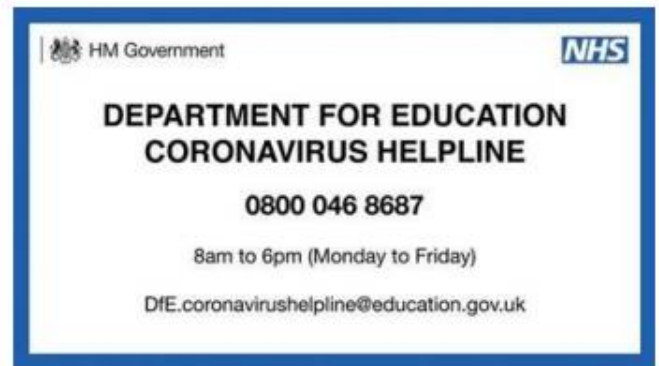 HM Government
NHS
DEPARTMENT FOR EDUCATION
CORONAVIRUS HELPLINE
0800 046 8687
8am to 6pm (Monday to Friday)
DfE.coronavirushelpline@education.gov.uk